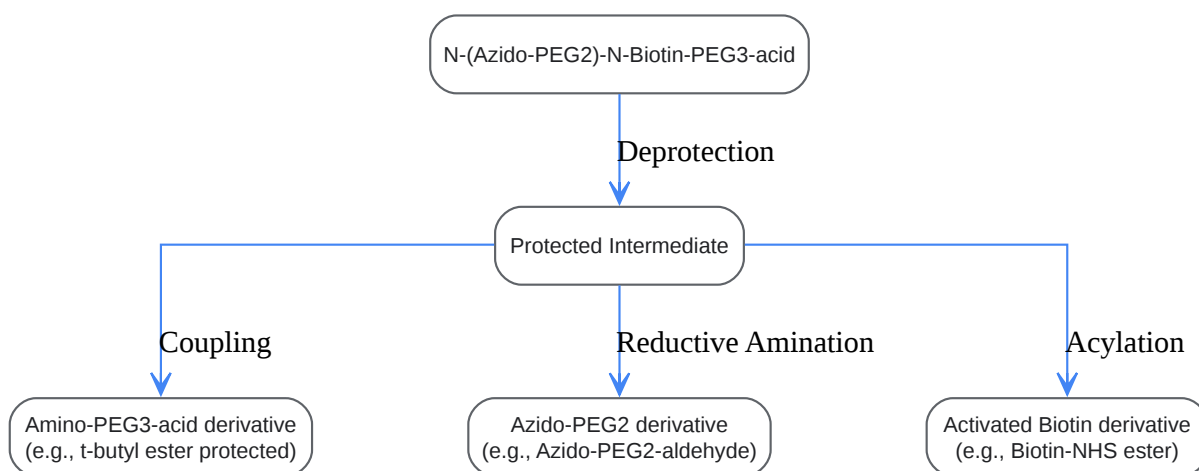 N-(Azido-PEG2)-N-Biotin-PEG3-acid
Deprotection
Protected Intermediate
Coupling
Reductive Amination
Acylation
Amino-PEG3-acid derivative
(e.g., t-butyl ester protected)
Azido-PEG2 derivative
(e.g., Azido-PEG2-aldehyde)
Activated Biotin derivative
(e.g., Biotin-NHS ester)